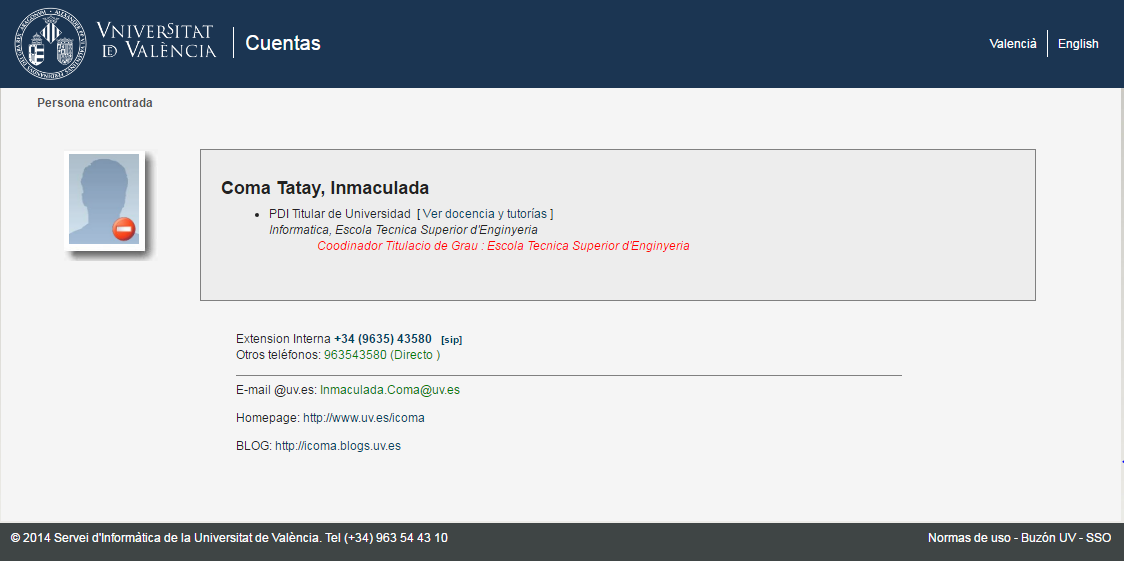 VNIVERSITAT
ID VALÈNCIA
Cuentas
Valencià
English
Persona encontrada
Coma Tatay, Inmaculada
PDI Titular de Universidad [ Ver docencia y tutorías ]
Informatica, Escola Tecnica Superior d'Enginyeria
Coodinador Titulacio de Grau : Escola Tecnica Superior d'Enginyeria
Extension Interna +34 (9635) 43580 [sip]
Otros teléfonos: 963543580 (Directo )
E-mail @uv.es: Inmaculada.Coma@uv.es
Homepage: http://www.uv.es/icoma
BLOG: http://icoma.blogs.uv.es
© 2014 Servei d'Informàtica de la Universitat de València. Tel (+34) 963 54 43 10
Normas de uso - Buzón UV - SSO